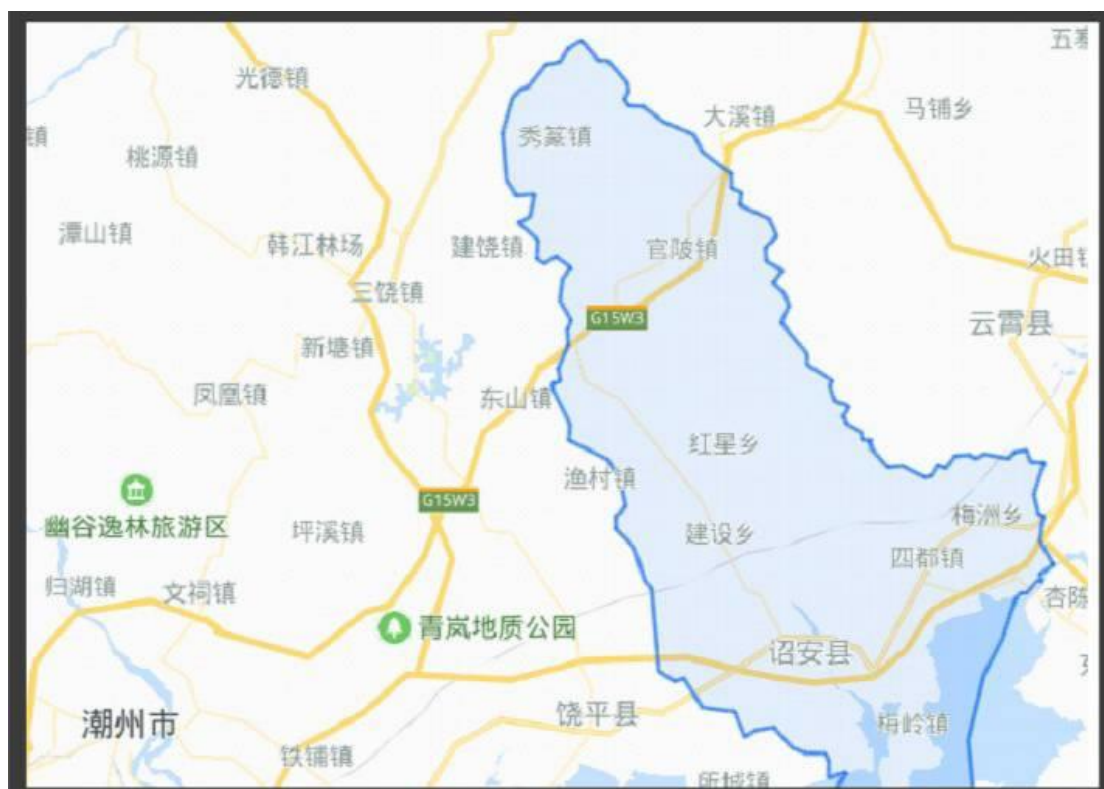 五寨
光德镇
大溪镇
马铺乡
镇
桃源镇
秀篆镇
潭山镇
韩江林场
建饶镇
官陂镇
火田镇
三饶镇
G15W3
云霄县
新塘镇
凤凰镇
东山镇
红星乡
渔村镇
G15W3
幽谷逸林旅游区
坪溪镇
建设乡
梅洲乡
四都镇
归湖镇
文祠镇
杏陈
青岚地质公园
诏安县
潮州市
饶平县
梅岭镇
铁铺镇
所城镇